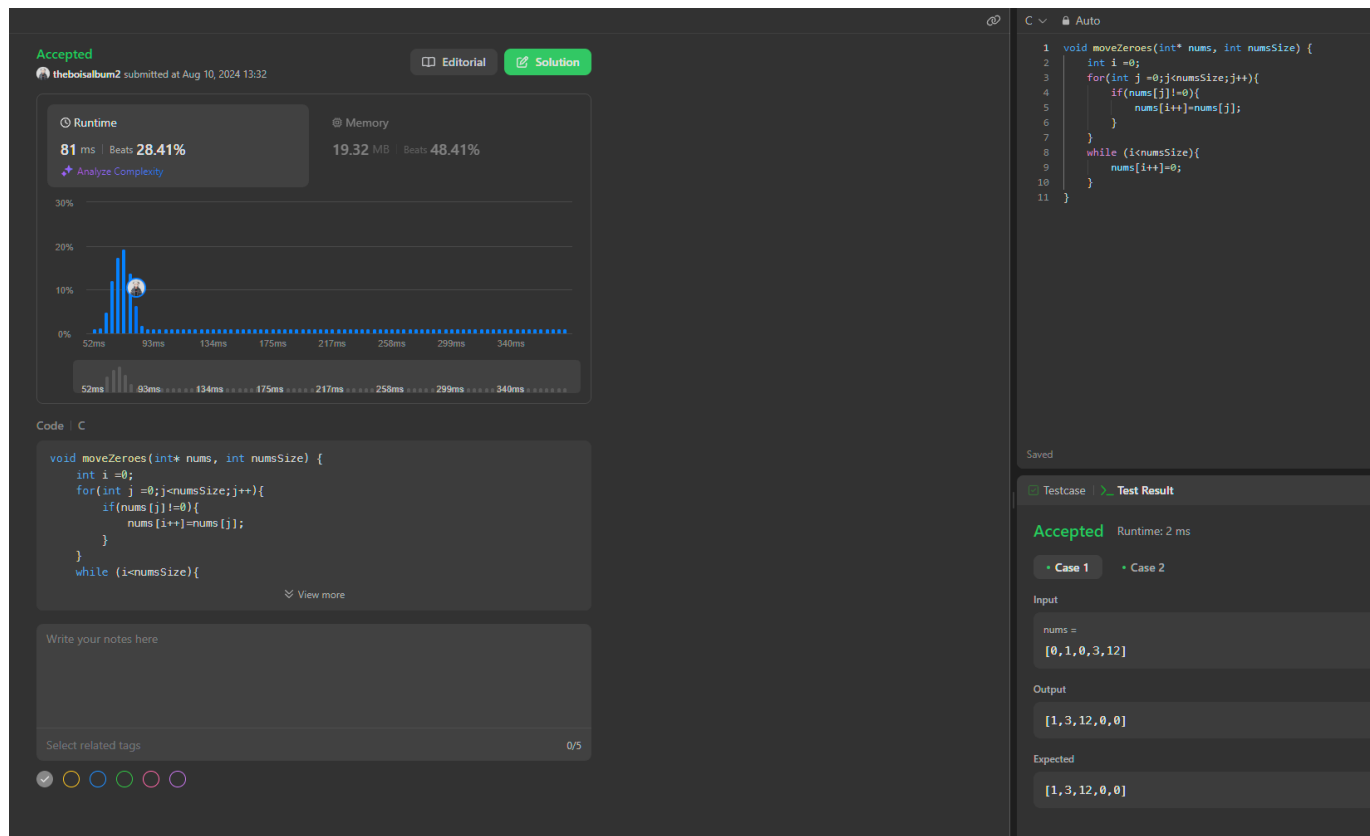 Accepted
theboisalbum2 submitted at Aug 10, 2024 13:32
Editorial
Solution
Runtime
81 ms | Beats 28.41%
Analyze Complexity
Memory
19.32 MB | Beats 48.41%
30%
20%
10%
0%
52ms 93ms 134ms 175ms 217ms 258ms 299ms 340ms
52ms 93ms 134ms 175ms 217ms 258ms 299ms 340ms
Code | C
void moveZeroes(int* nums, int numsSize) {
    int i =0;
    for(int j =0;j<numsSize;j++){
        if(nums[j]!=0){
            nums[i++]=nums[j];
        }
    }
    while (i<numsSize){
View more
Write your notes here
Select related tags
0/5
C
Auto
1 void moveZeroes(int* nums, int numsSize) {
2     int i =0;
3     for(int j =0;j<numsSize;j++){
4         if(nums[j]!=0){
5             nums[i++]=nums[j];
6         }
7     }
8     while (i<numsSize){
9         nums[i++]=0;
10     }
11 }
Saved
Testcase | >_ Test Result
Accepted Runtime: 2 ms
• Case 1 • Case 2
Input
nums =
[0,1,0,3,12]
Output
[1,3,12,0,0]
Expected
[1,3,12,0,0]